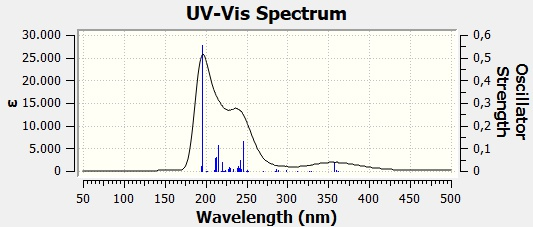 UV-Vis Spectrum
30.000
25.000
20.000
15.000
10.000
5.000
0
ε
0,6
0,5
0,4
0,3
0,2
0,1
0
Oscillator
Strength
50 100 150 200 250 300 350 400 450 500
Wavelength (nm)